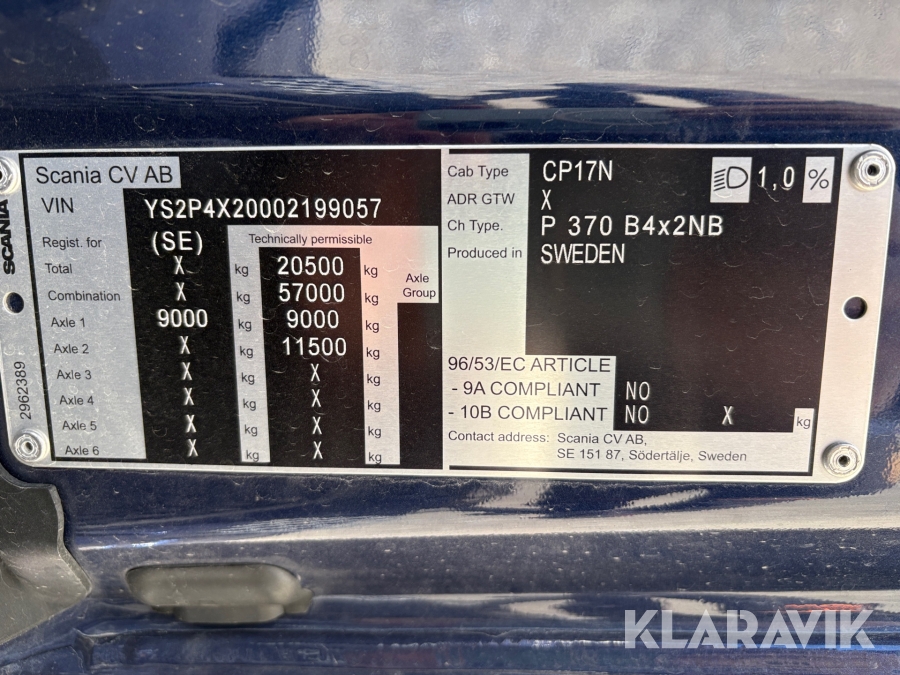 SCANIA
2962389
Scania CV AB
VIN YS2P4X20002199057
Regist. for (SE) Technically permissible
Total X kg 20500 kg
Axle Group
Combination X kg 57000 kg
Axle 1 9000 kg 9000 kg
Axle 2 X kg 11500 kg
Axle 3 X kg X kg
Axle 4 X kg X kg
Axle 5 X kg X kg
Axle 6 X kg X kg
Cab Type CP17N 1,0 %
ADR GTW X
Ch Type. P 370 B4x2NB
Produced in SWEDEN
96/53/EC ARTICLE
- 9A COMPLIANT NO
- 10B COMPLIANT NO X kg
Contact address: Scania CV AB,
SE 151 87, Södertälje, Sweden
KLARAVIK